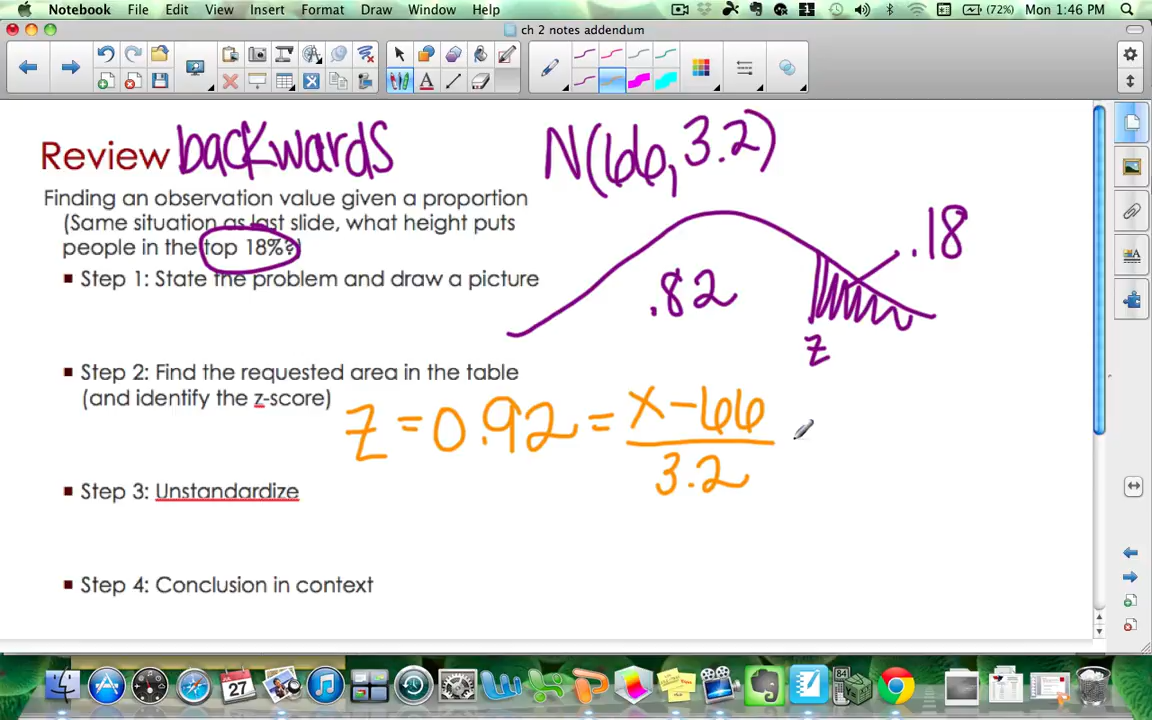 Notebook File Edit View Insert Format Draw Window Help (72%) Mon 1:46 PM
ch 2 notes addendum
Review backwards N(66, 3.2)
Finding an observation value given a proportion
(Same situation as last slide, what height puts
people in the top 18%?)
.18
.82
z
▪ Step 1: State the problem and draw a picture
▪ Step 2: Find the requested area in the table
(and identify the z-score)
z = 0.92 = x-66
3.2
▪ Step 3: Unstandardize
▪ Step 4: Conclusion in context
27
84